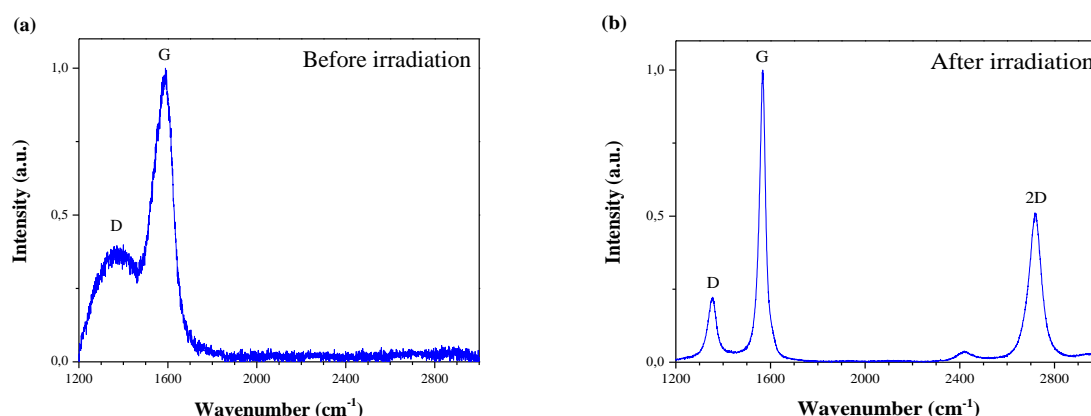 (a)
G
Before irradiation
1,0
D
0,5
0,0
1200 1600 2000 2400 2800
Intensity (a.u.)
Wavenumber (cm⁻¹)
(b)
G
After irradiation
1,0
2D
0,5
D
0,0
1200 1600 2000 2400 2800
Intensity (a.u.)
Wavenumber (cm⁻¹)